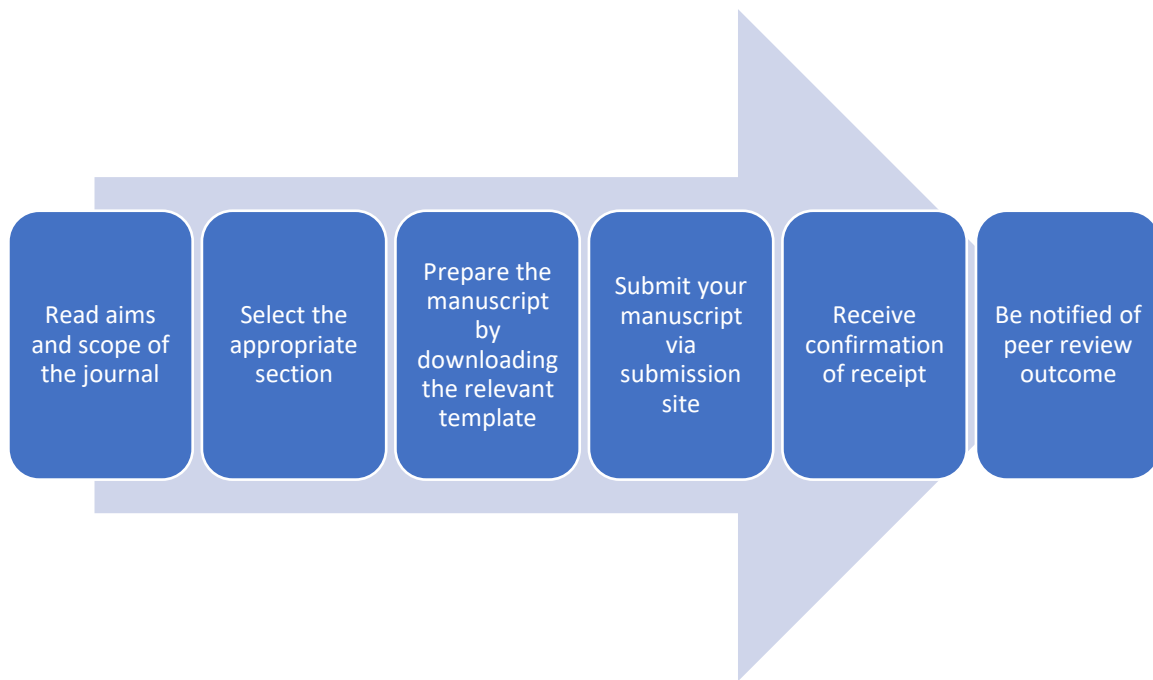 Read aims
and scope of
the journal
Select the
appropriate
section
Prepare the
manuscript
by
downloading
the relevant
template
Submit your
manuscript
via
submission
site
Receive
confirmation
of receipt
Be notified of
peer review
outcome